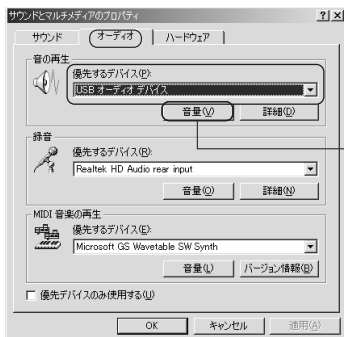 サウンドとマルチメディアのプロパティ
サウンド オーディオ ハードウェア
音の再生
優先するデバイス(P):
USB オーディオ デバイス
音量(V) 詳細(D)
録音
優先するデバイス(R):
Realtek HD Audio rear input
音量(O) 詳細(N)
MIDI 音楽の再生
優先するデバイス(E):
Microsoft GS Wavetable SW Synth
音量(L) バージョン情報(B)
優先デバイスのみ使用する(U)
OK キャンセル 適用(A)